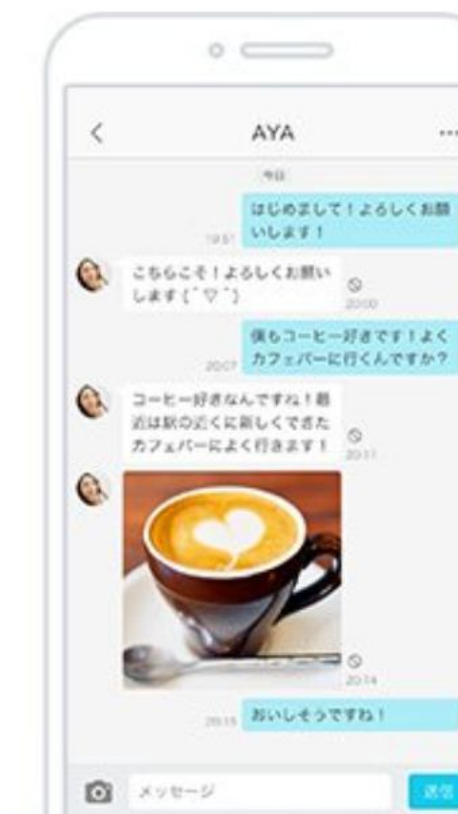 AYA
今日
はじめまして！よろしくお願
いします！
19:51
こちらこそ！よろしくお願い
します(＾▽＾)
20:00
僕もコーヒー好きです！よく
カフェバーに行くんですか？
20:07
コーヒー好きなんですね！最
近は駅の近くに新しくできた
カフェバーによく行きます！
20:11
20:14
おいしそうですね！
20:15
メッセージ
送信